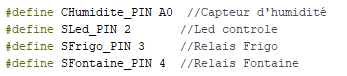 #define CHumidite_PIN A0  //Capteur d'humidité
#define SLed_PIN 2        //Led controle
#define SFrigo_PIN 3      //Relais Frigo
#define SFontaine_PIN 4  //Relais Fontaine